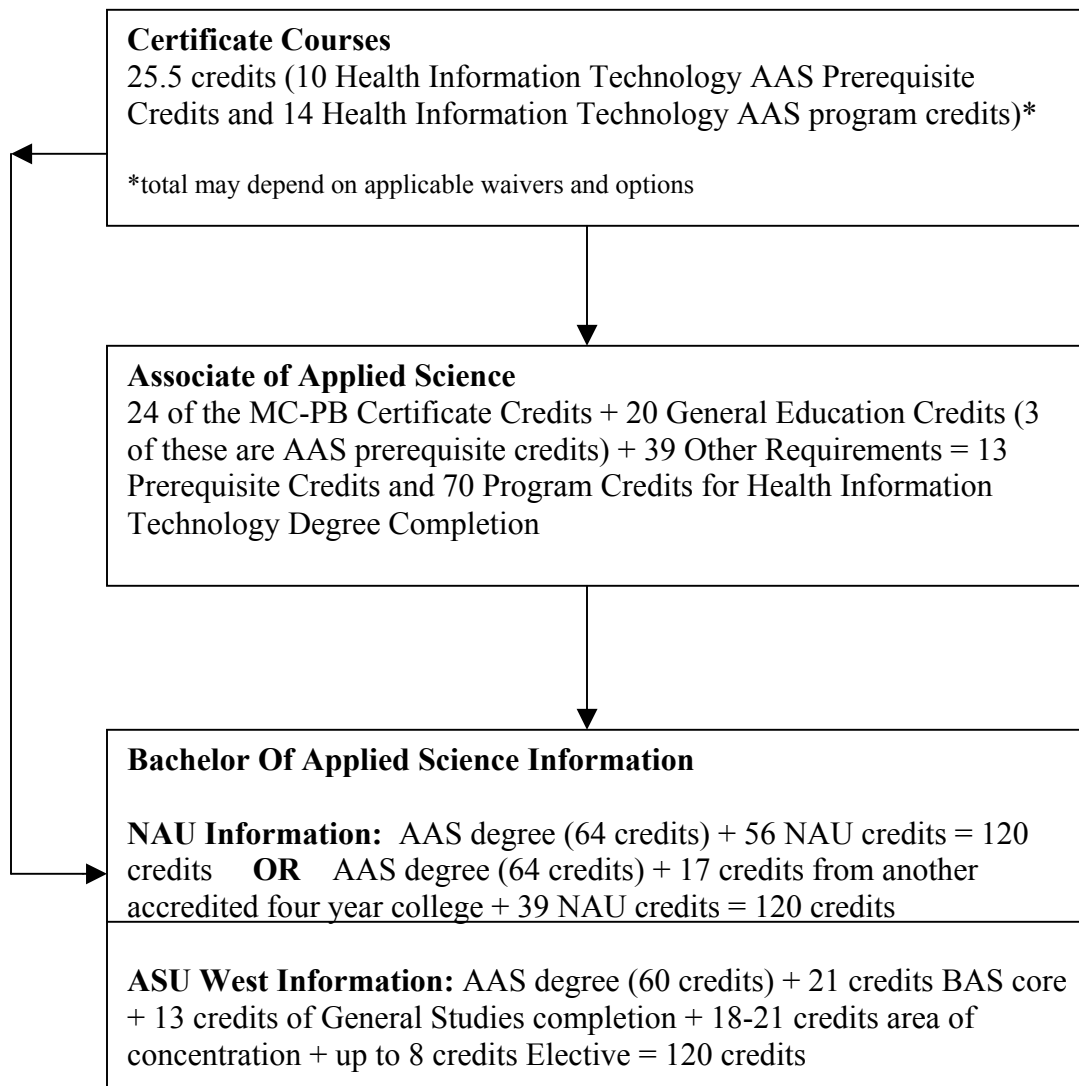 Certificate Courses
25.5 credits (10 Health Information Technology AAS Prerequisite
Credits and 14 Health Information Technology AAS program credits)*
*total may depend on applicable waivers and options
Associate of Applied Science
24 of the MC-PB Certificate Credits + 20 General Education Credits (3
of these are AAS prerequisite credits) + 39 Other Requirements = 13
Prerequisite Credits and 70 Program Credits for Health Information
Technology Degree Completion
Bachelor Of Applied Science Information
NAU Information: AAS degree (64 credits) + 56 NAU credits = 120
credits OR AAS degree (64 credits) + 17 credits from another
accredited four year college + 39 NAU credits = 120 credits
ASU West Information: AAS degree (60 credits) + 21 credits BAS core
+ 13 credits of General Studies completion + 18-21 credits area of
concentration + up to 8 credits Elective = 120 credits